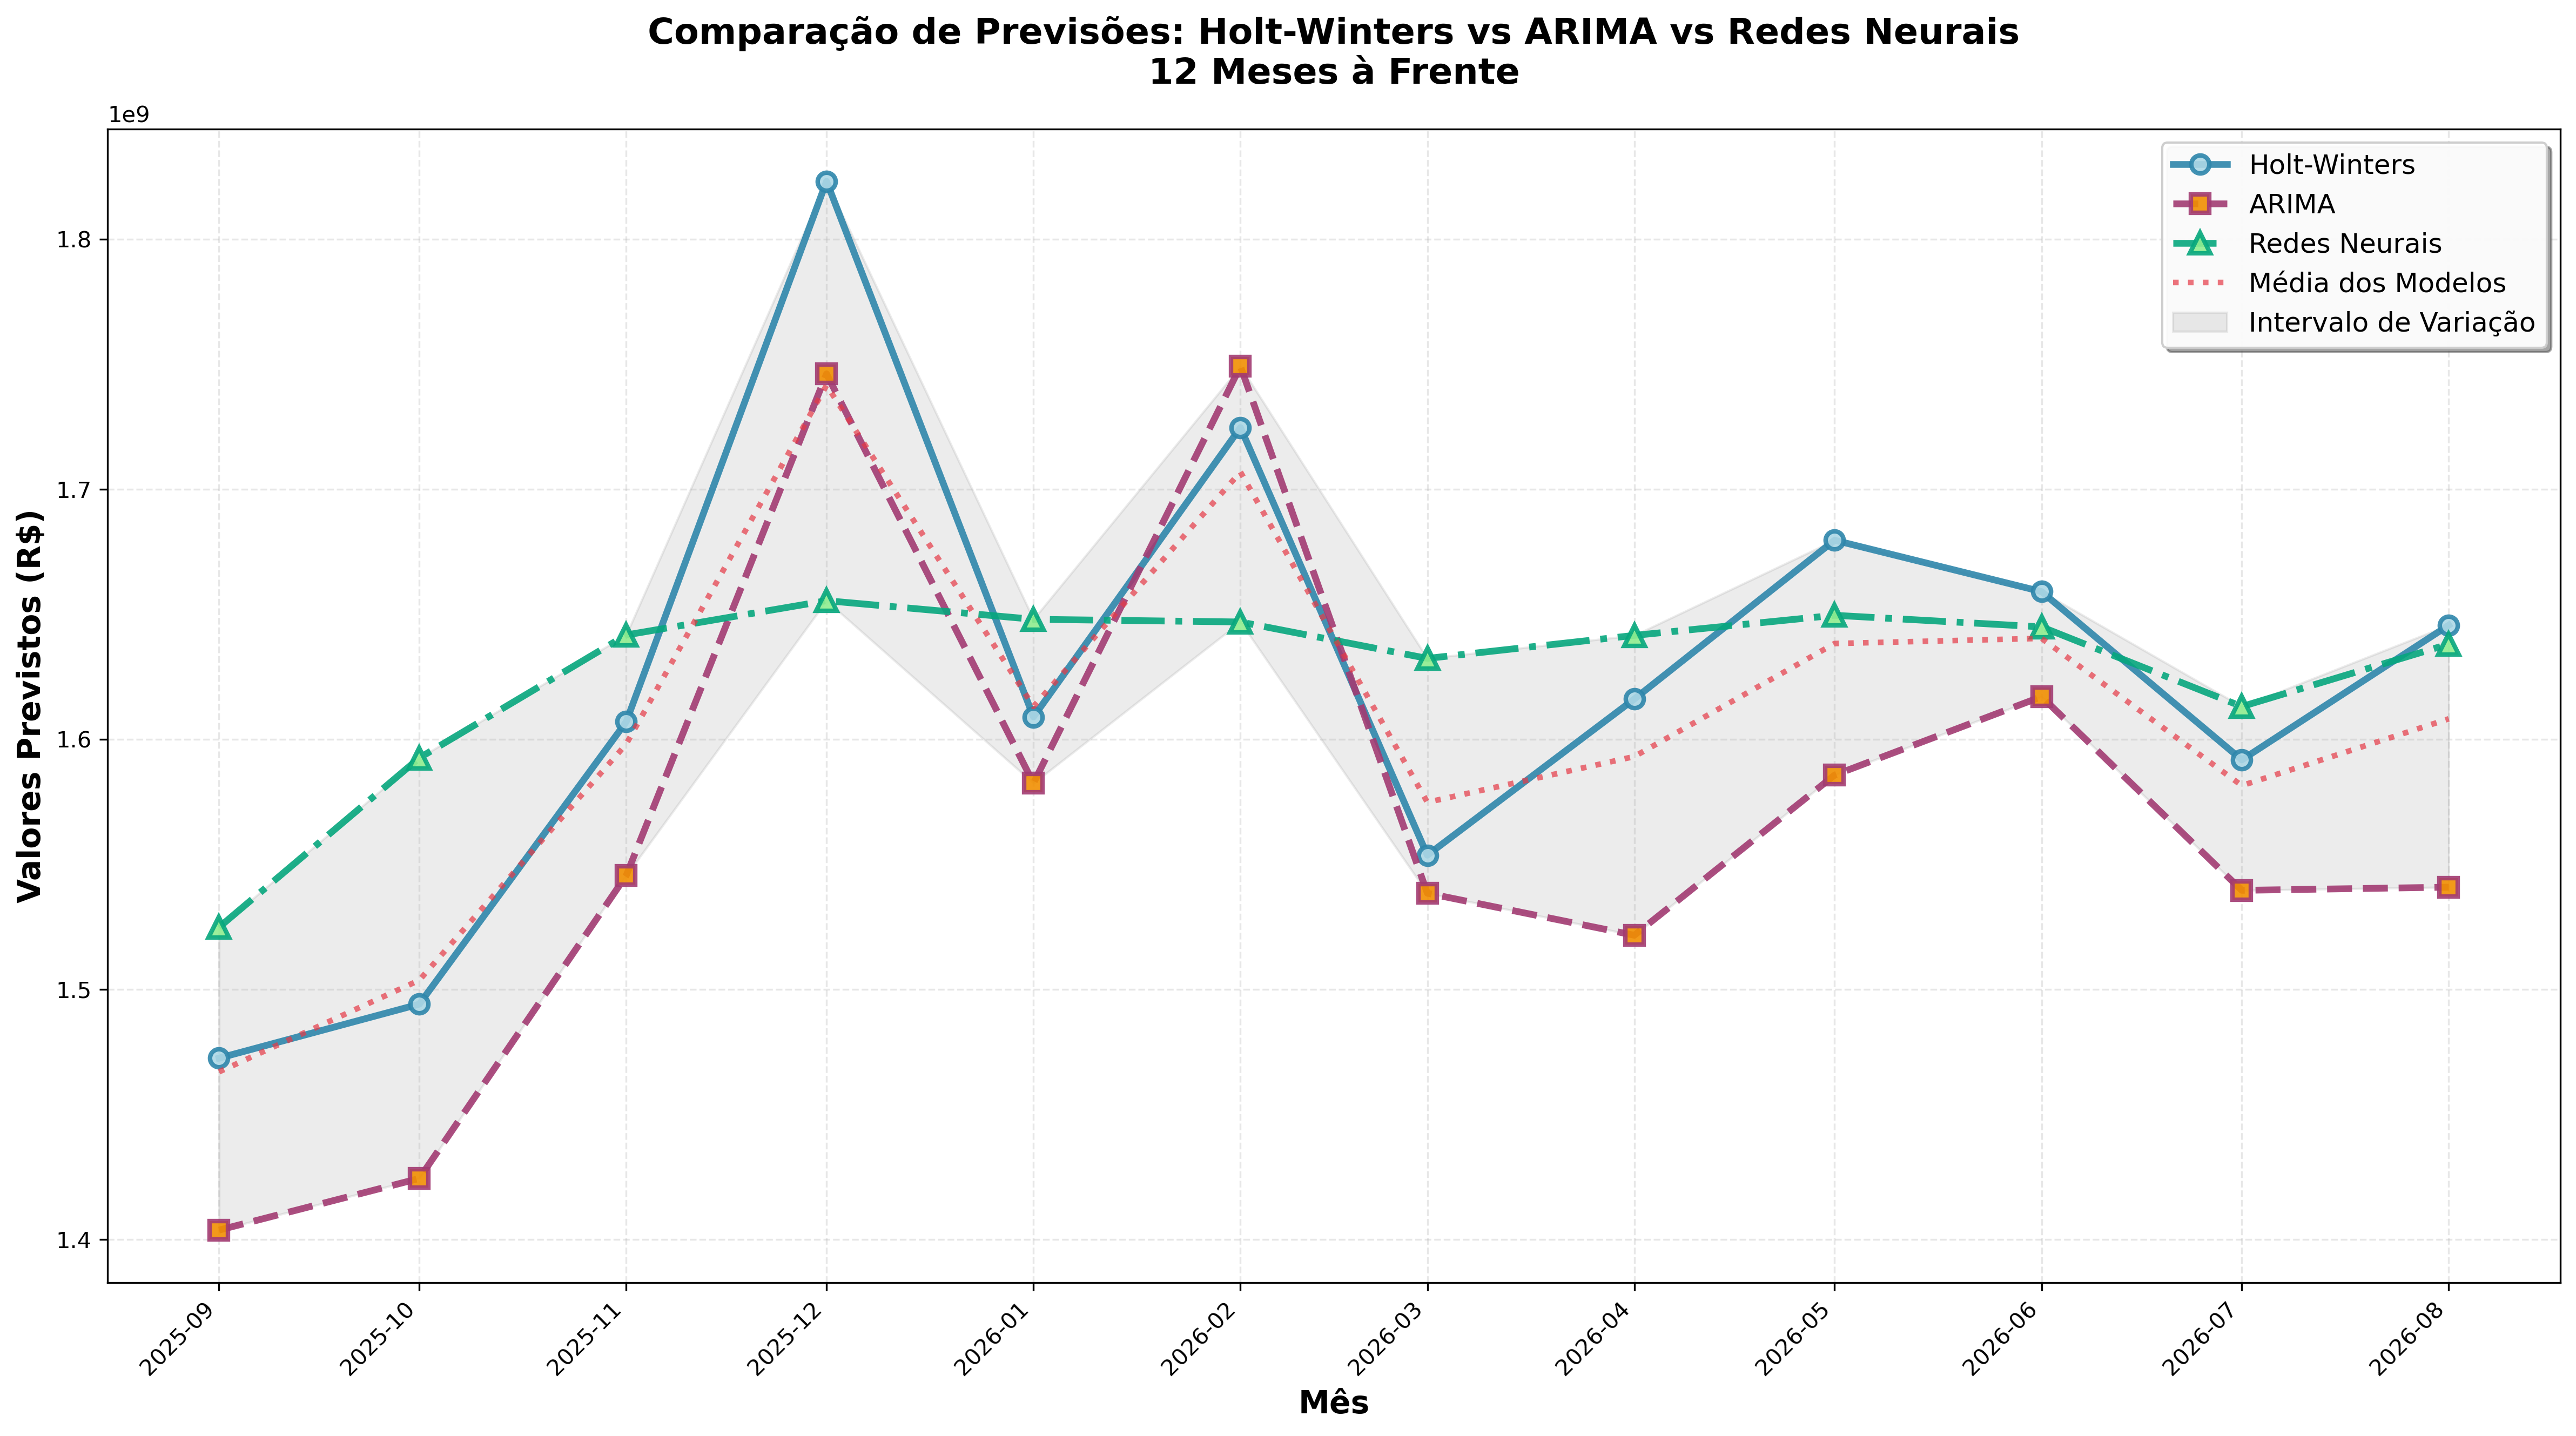 Comparação de Previsões: Holt-Winters vs ARIMA vs Redes Neurais
12 Meses à Frente
1e9
Holt-Winters
ARIMA
Redes Neurais
Média dos Modelos
Intervalo de Variação
Valores Previstos (R$)
1.8
1.7
1.6
1.5
1.4
2025-09
2025-10
2025-11
2025-12
2026-01
2026-02
2026-03
2026-04
2026-05
2026-06
2026-07
2026-08
Mês